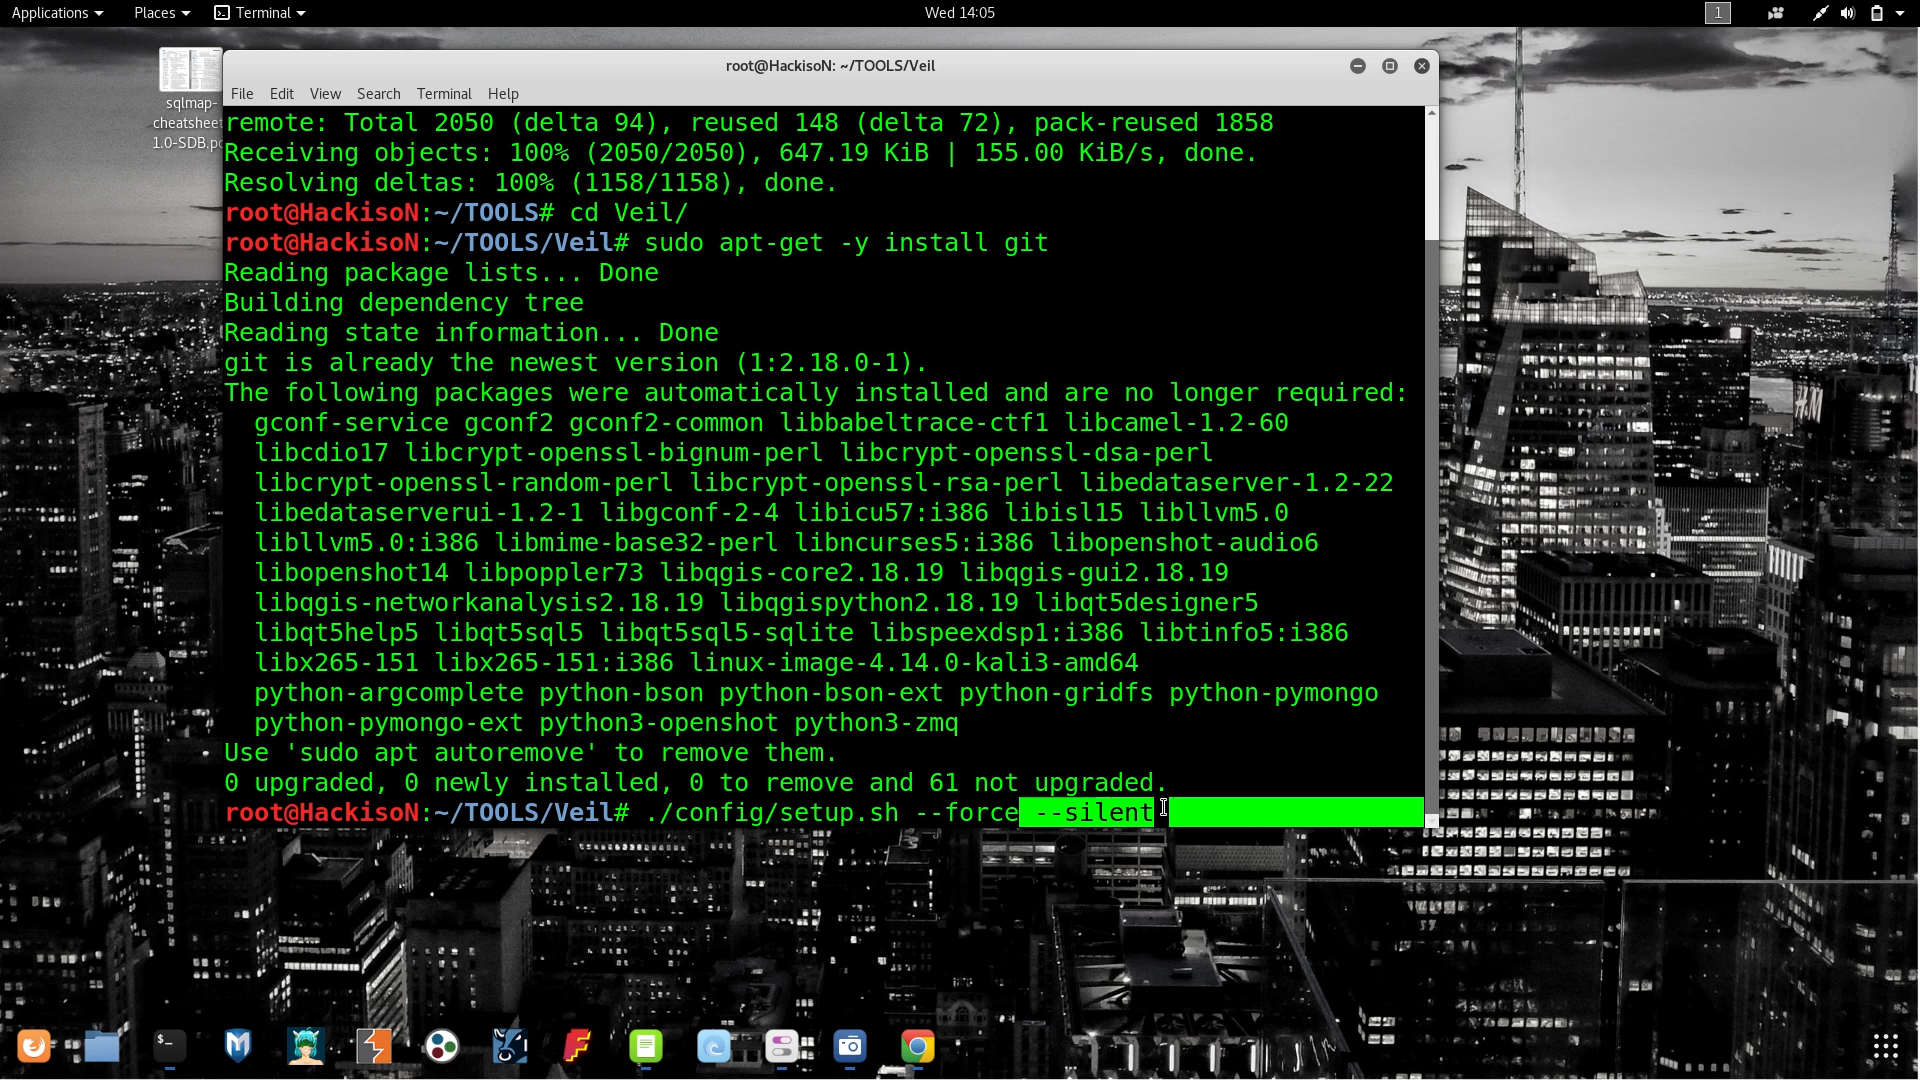 Applications Places Terminal Wed 14:05 1
sqlmap-
cheatsheet
1.0-SDB.p
root@HackisoN: ~/TOOLS/Veil
File Edit View Search Terminal Help
remote: Total 2050 (delta 94), reused 148 (delta 72), pack-reused 1858
Receiving objects: 100% (2050/2050), 647.19 KiB | 155.00 KiB/s, done.
Resolving deltas: 100% (1158/1158), done.
root@HackisoN:~/TOOLS# cd Veil/
root@HackisoN:~/TOOLS/Veil# sudo apt-get -y install git
Reading package lists... Done
Building dependency tree
Reading state information... Done
git is already the newest version (1:2.18.0-1).
The following packages were automatically installed and are no longer required:
gconf-service gconf2 gconf2-common libbabeltrace-ctf1 libcamel-1.2-60
libcdio17 libcrypt-openssl-bignum-perl libcrypt-openssl-dsa-perl
libcrypt-openssl-random-perl libcrypt-openssl-rsa-perl libedataserver-1.2-22
libedataserverui-1.2-1 libgconf-2-4 libicu57:i386 libisl15 libllvm5.0
libllvm5.0:i386 libmime-base32-perl libncurses5:i386 libopenshot-audio6
libopenshot14 libpoppler73 libqgis-core2.18.19 libqgis-gui2.18.19
libqgis-networkanalysis2.18.19 libqgispython2.18.19 libqt5designer5
libqt5help5 libqt5sql5 libqt5sql5-sqlite libspeexdsp1:i386 libtinfo5:i386
libx265-151 libx265-151:i386 linux-image-4.14.0-kali3-amd64
python-argcomplete python-bson python-bson-ext python-gridfs python-pymongo
python-pymongo-ext python3-openshot python3-zmq
Use 'sudo apt autoremove' to remove them.
0 upgraded, 0 newly installed, 0 to remove and 61 not upgraded.
root@HackisoN:~/TOOLS/Veil# ./config/setup.sh --force --silent
H&M